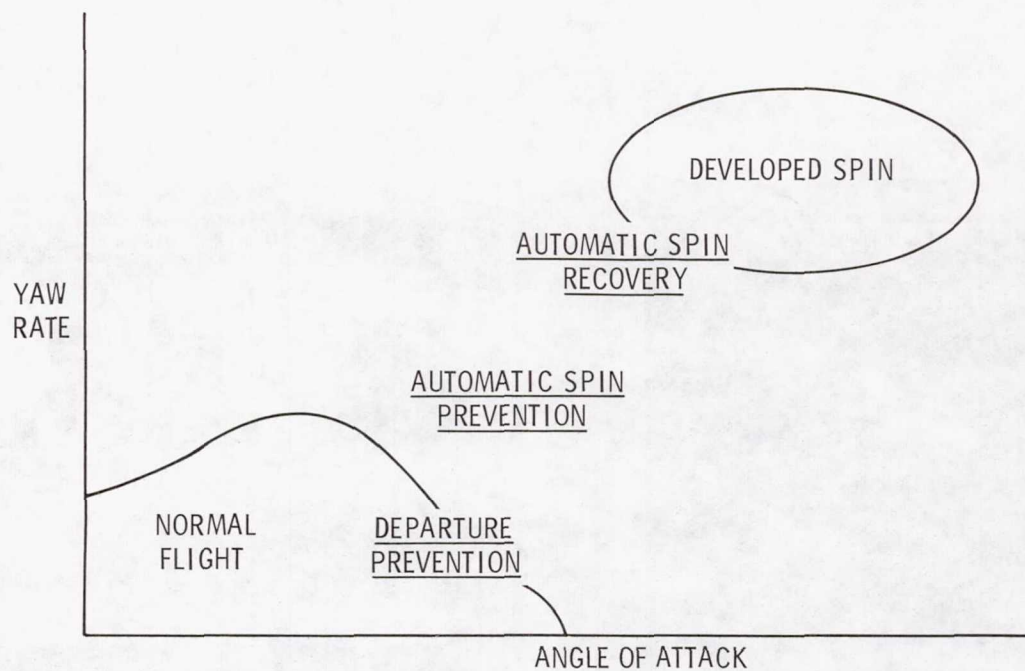 DEVELOPED SPIN
AUTOMATIC SPIN
RECOVERY
YAW
RATE
AUTOMATIC SPIN
PREVENTION
NORMAL
FLIGHT
DEPARTURE
PREVENTION
ANGLE OF ATTACK